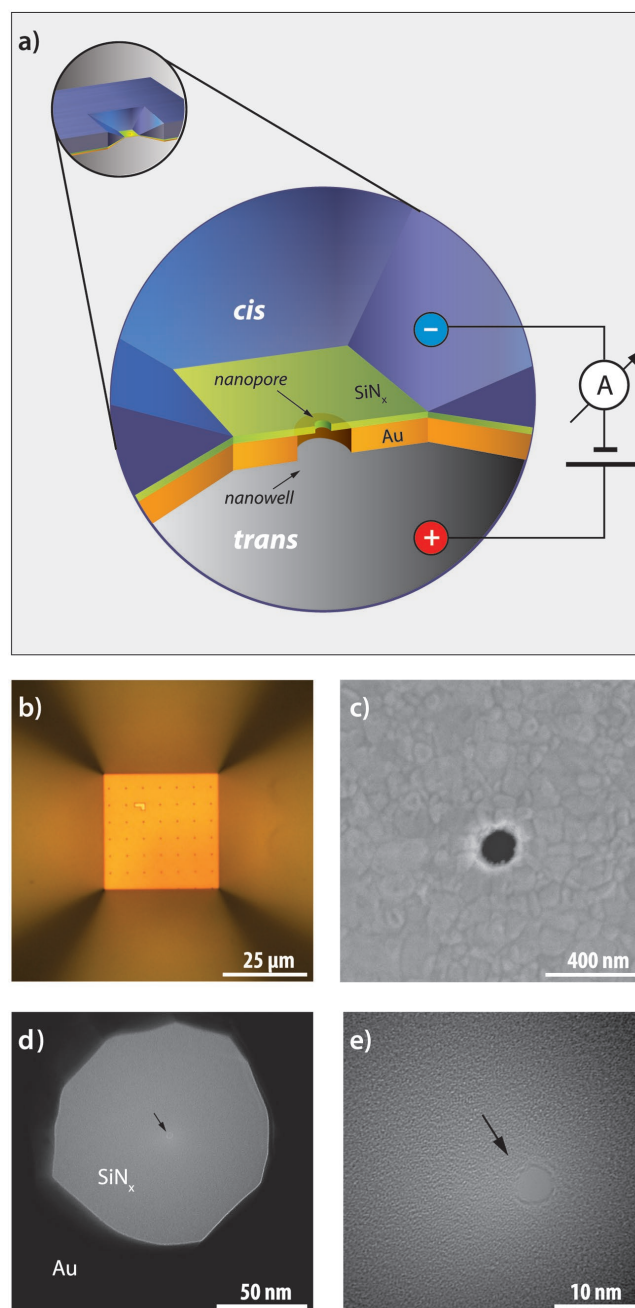 a)
cis
−
nanopore
SiNₓ
A
Au
nanowell
trans
+
b)
25 µm
c)
400 nm
d)
SiNₓ
Au
50 nm
e)
10 nm